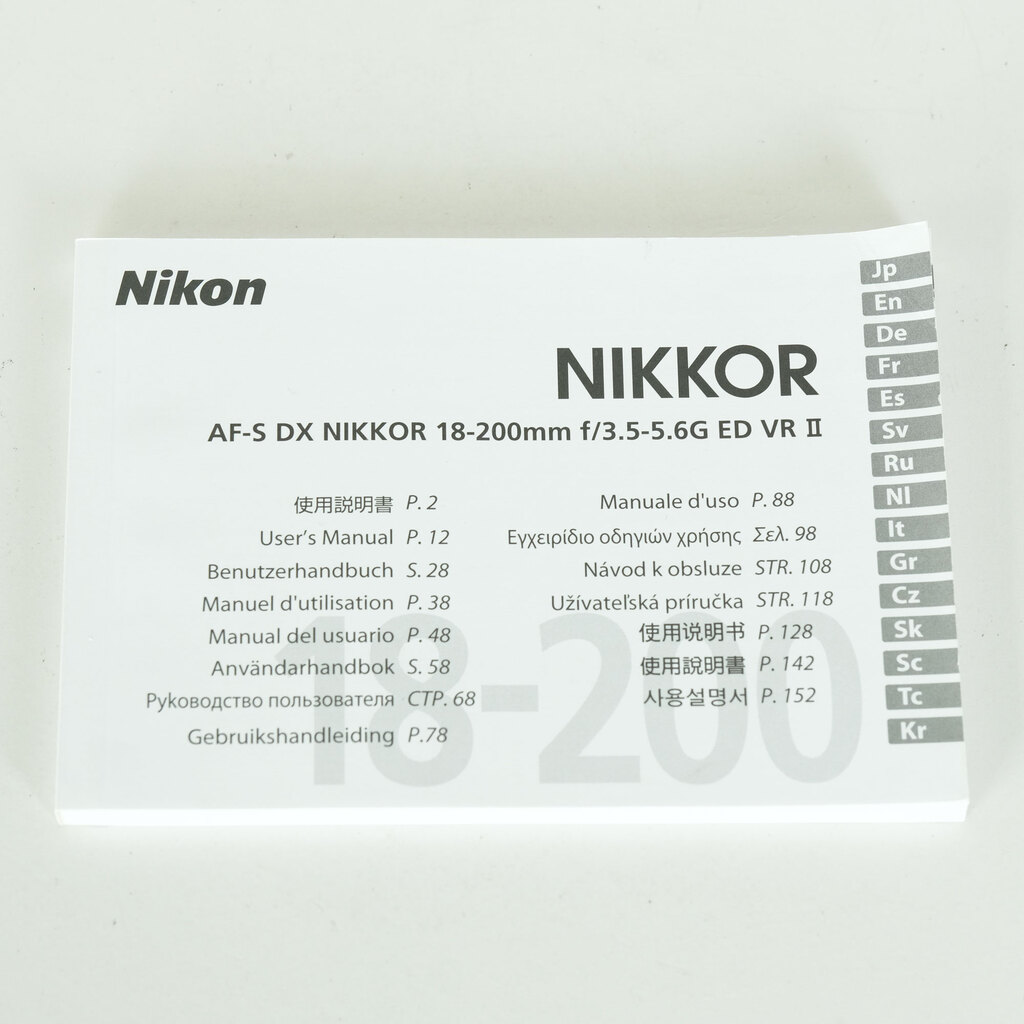 Nikon
NIKKOR
AF-S DX NIKKOR 18-200mm f/3.5-5.6G ED VR Ⅱ
使用説明書 P. 2
User's Manual P. 12
Benutzerhandbuch S. 28
Manuel d'utilisation P. 38
Manual del usuario P. 48
Användarhandbok S. 58
Руководство пользователя СТР. 68
Gebruikshandleiding P.78
Manuale d'uso P. 88
Εγχειρίδιο οδηγιών χρήσης Σελ. 98
Návod k obsluze STR. 108
Užívateľská príručka STR. 118
使用说明书 P. 128
使用說明書 P. 142
사용설명서 P. 152
18-200
Jp
En
De
Fr
Es
Sv
Ru
Nl
It
Gr
Cz
Sk
Sc
Tc
Kr